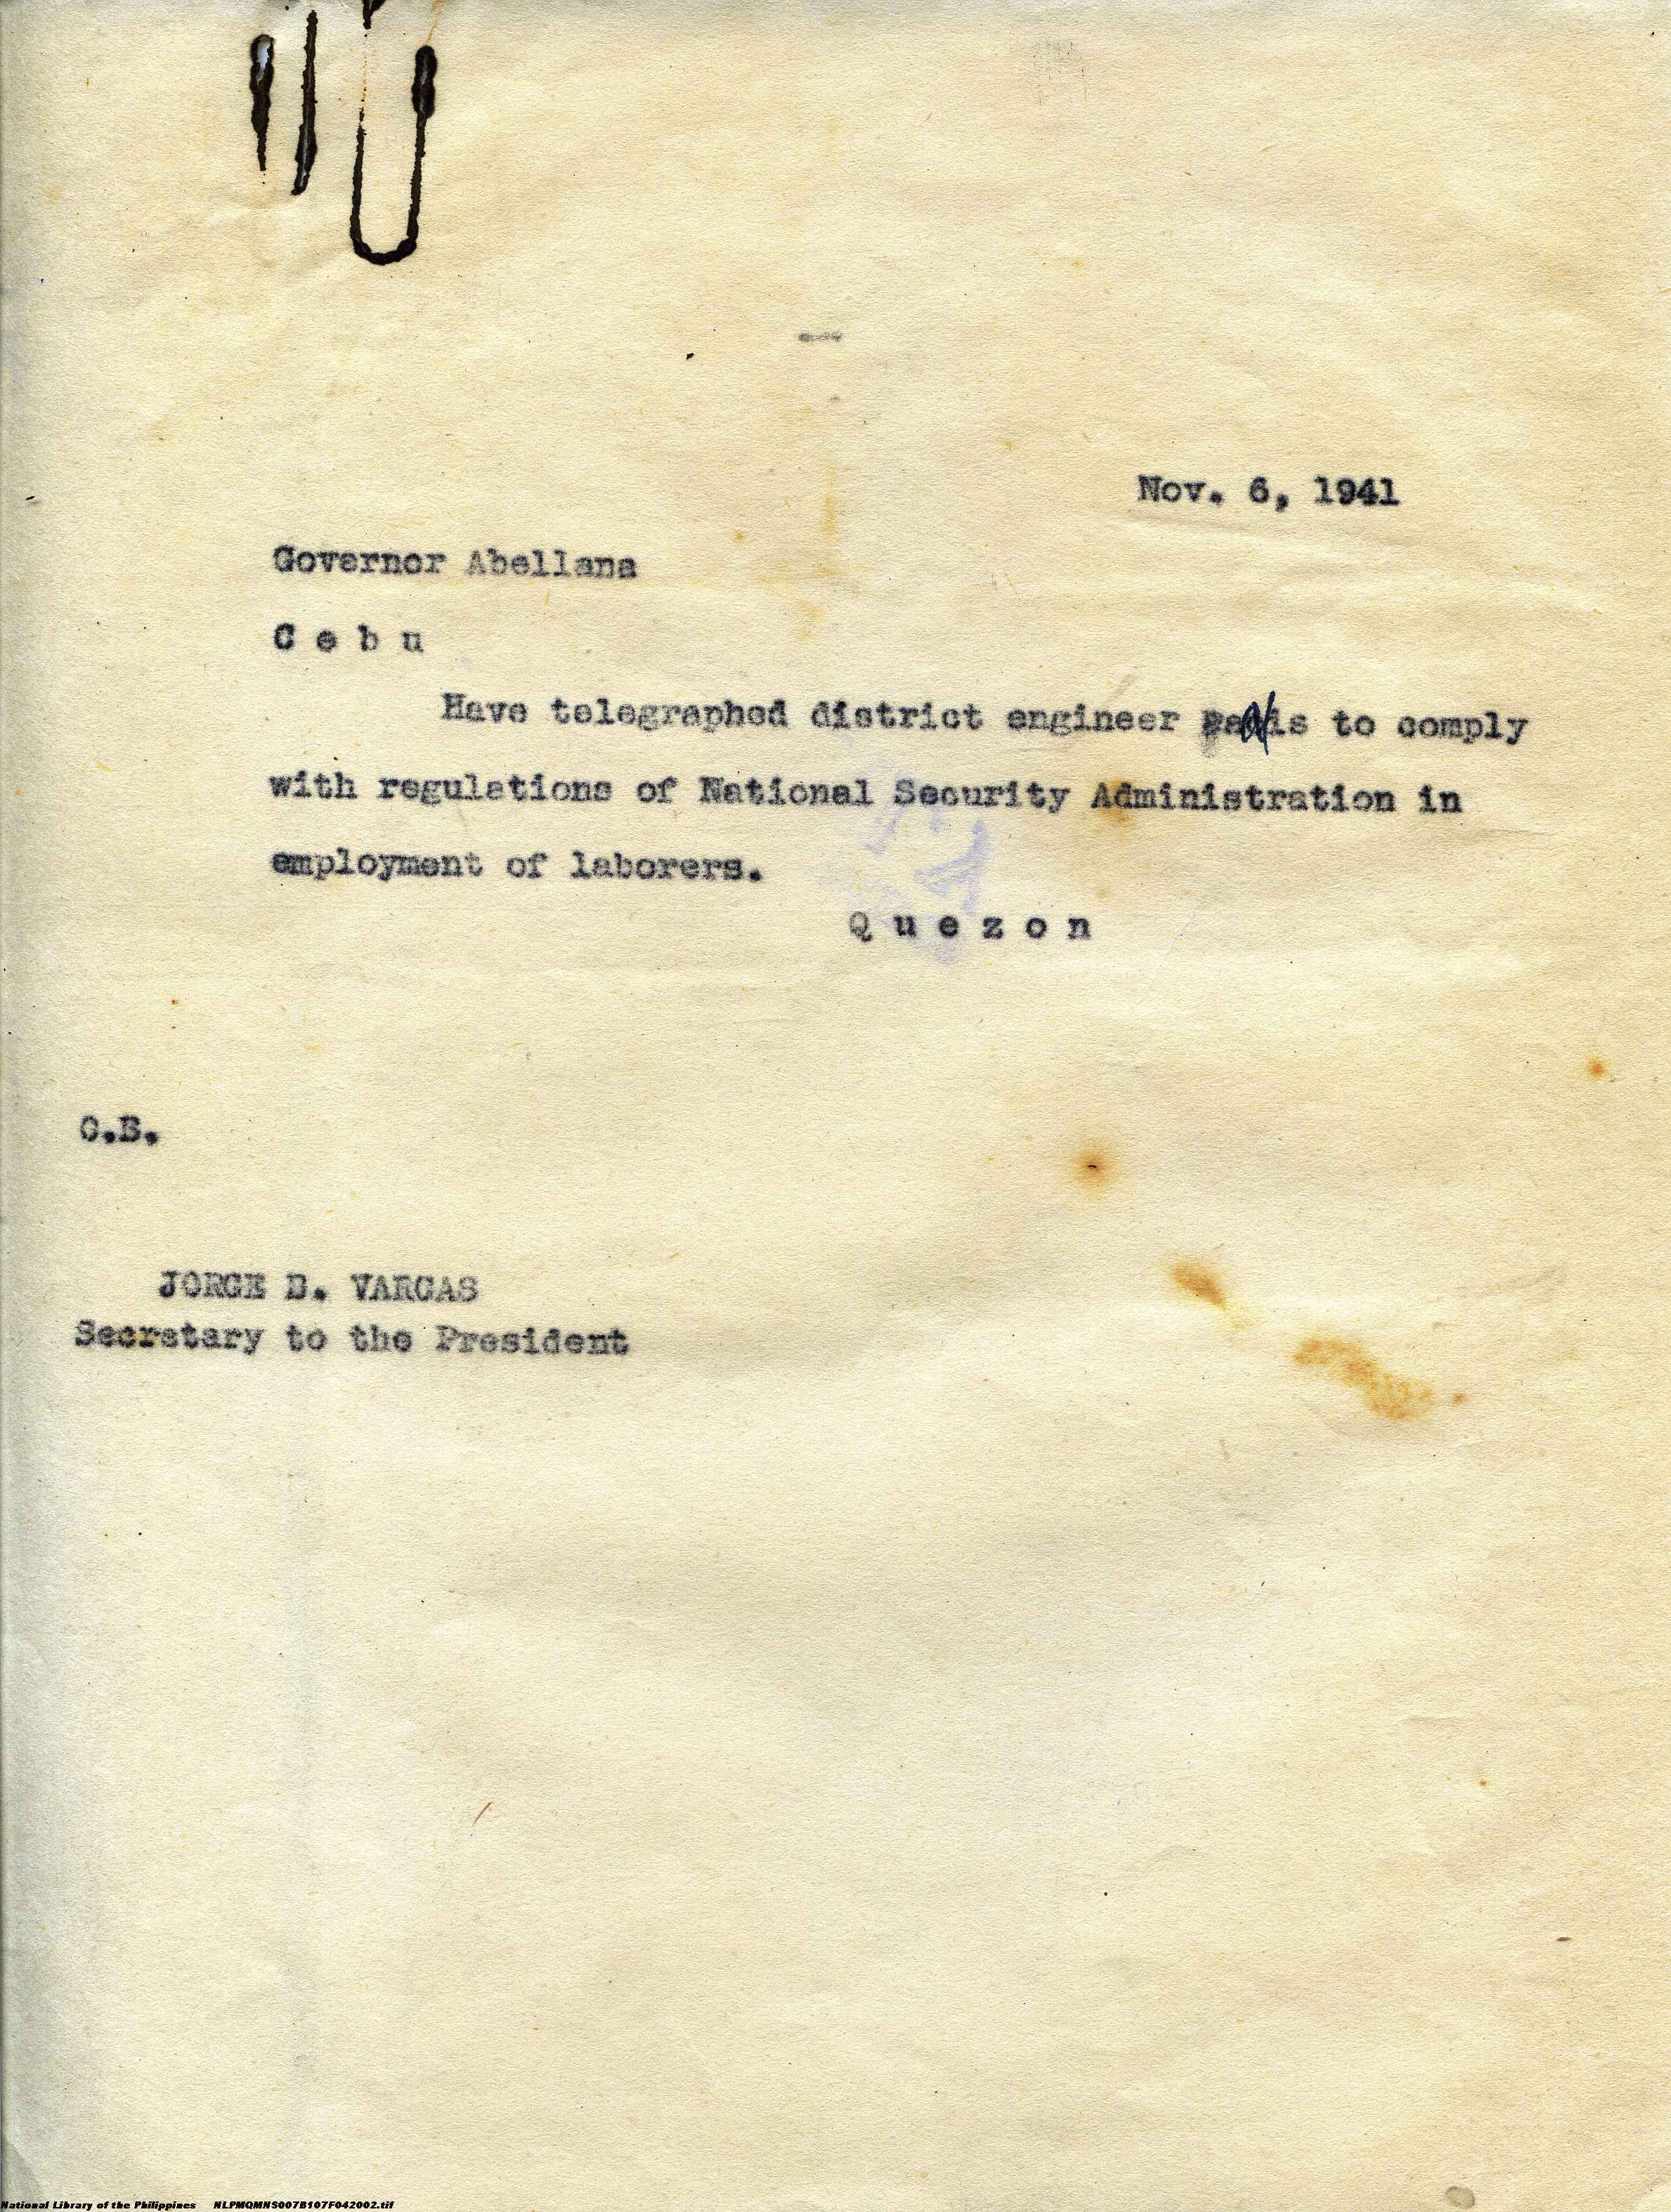 Nov. 6, 1941
Governor Abellana
C e b u
Have telegraphed district engineer to comply
with regulations of National Security Administration in
employment of laborers.
Q u e z o n
O.B.
JORGE B. VARGAS
Secretary to the President
National Library of the Philippines NLPMQMNS007B107F042002.tif